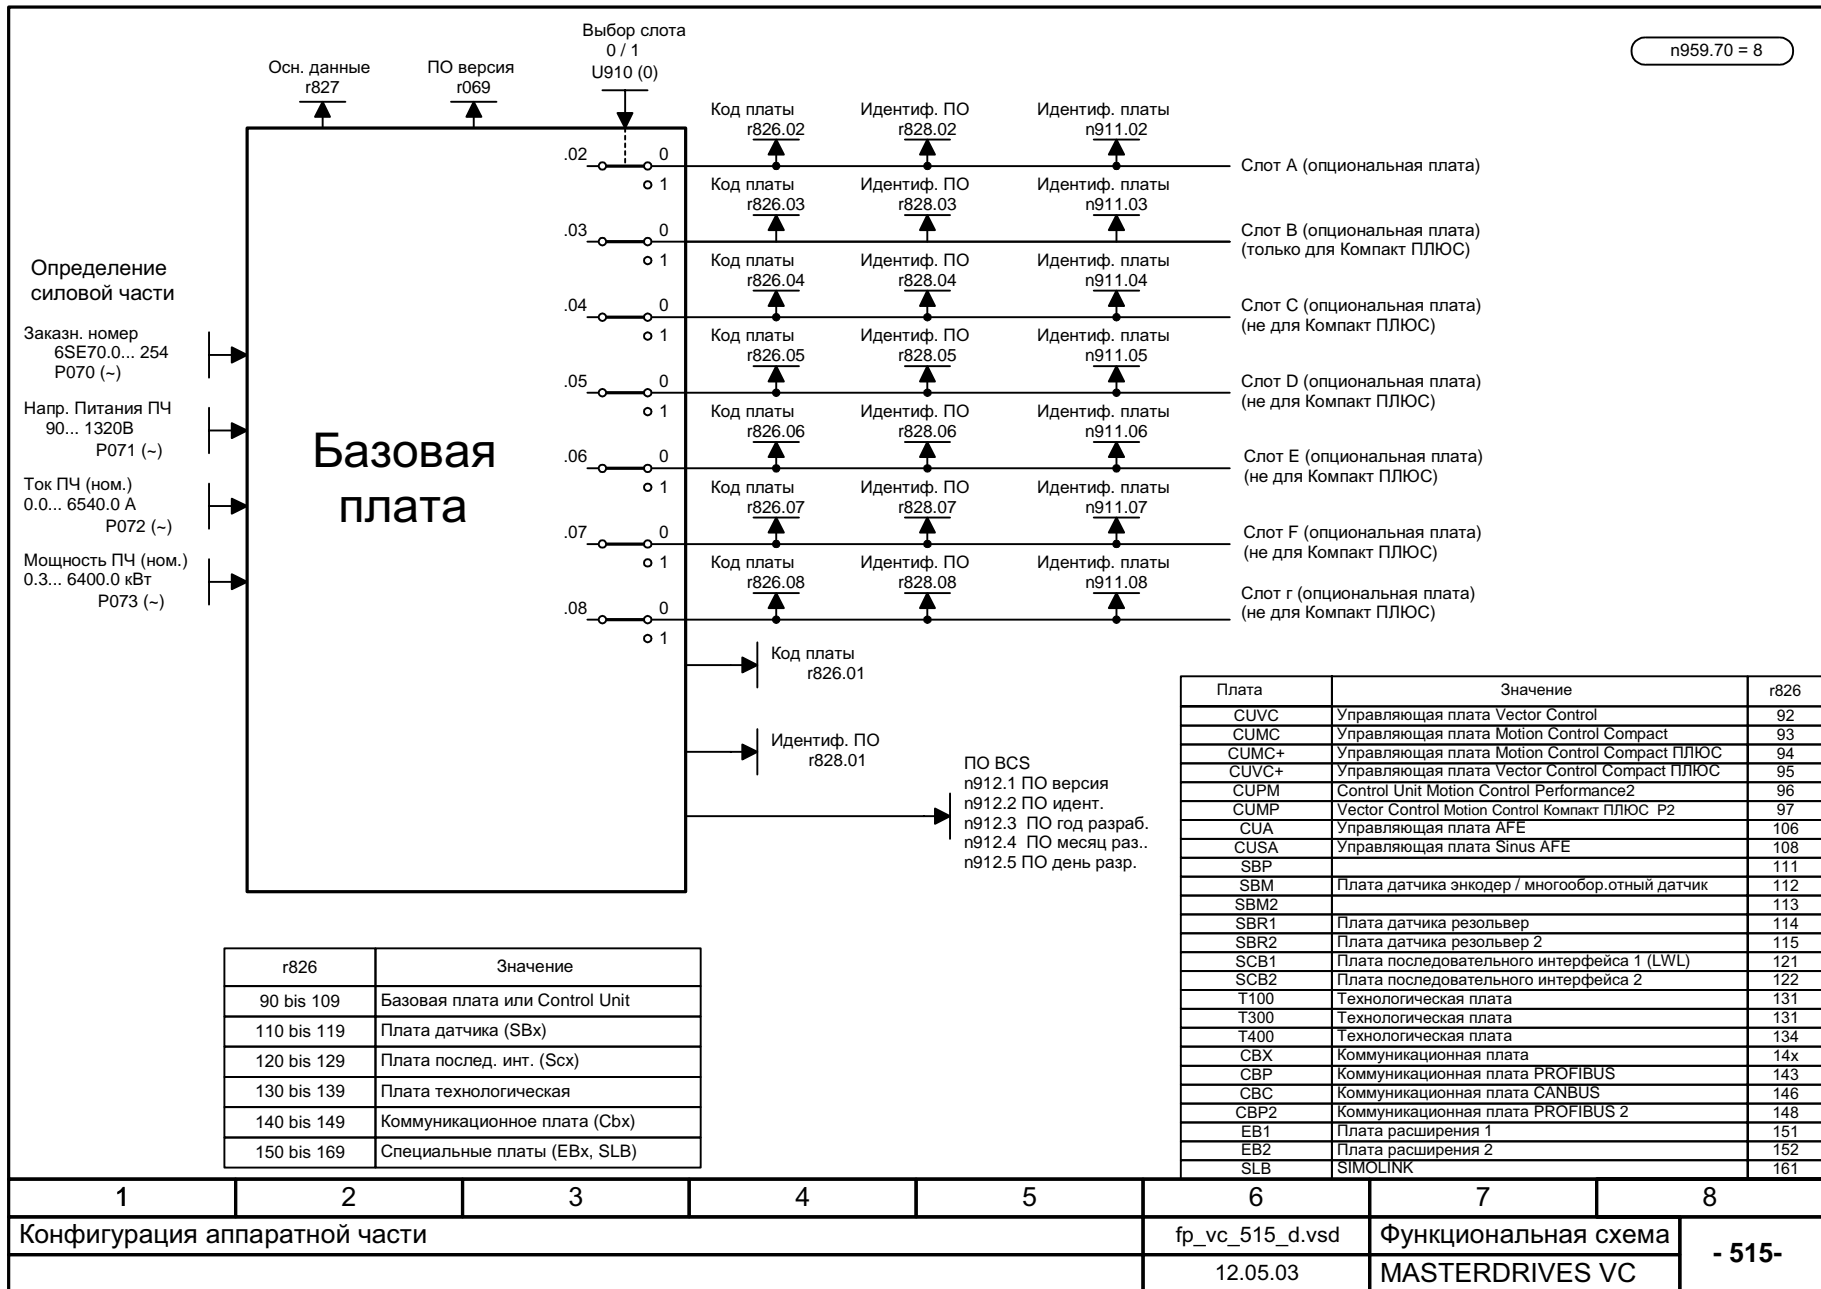 n959.70 = 8
Выбор слота
0 / 1
U910 (0)
Осн. данные
r827
ПО версия
r069
Определение
силовой части
Заказн. номер
6SE70.0... 254
P070 (~)
Напр. Питания ПЧ
90... 1320В
P071 (~)
Ток ПЧ (ном.)
0.0... 6540.0 А
P072 (~)
Мощность ПЧ (ном.)
0.3... 6400.0 кВт
P073 (~)
Базовая
плата
Код платы Идентиф. ПО Идентиф. платы
r826.02 r828.02 n911.02
.02 0
1
Слот A (опциональная плата)
Код платы Идентиф. ПО Идентиф. платы
r826.03 r828.03 n911.03
.03 0
1
Слот B (опциональная плата)
(только для Компакт ПЛЮС)
Код платы Идентиф. ПО Идентиф. платы
r826.04 r828.04 n911.04
.04 0
1
Слот C (опциональная плата)
(не для Компакт ПЛЮС)
Код платы Идентиф. ПО Идентиф. платы
r826.05 r828.05 n911.05
.05 0
1
Слот D (опциональная плата)
(не для Компакт ПЛЮС)
Код платы Идентиф. ПО Идентиф. платы
r826.06 r828.06 n911.06
.06 0
1
Слот E (опциональная плата)
(не для Компакт ПЛЮС)
Код платы Идентиф. ПО Идентиф. платы
r826.07 r828.07 n911.07
.07 0
1
Слот F (опциональная плата)
(не для Компакт ПЛЮС)
Код платы Идентиф. ПО Идентиф. платы
r826.08 r828.08 n911.08
.08 0
1
Слот г (опциональная плата)
(не для Компакт ПЛЮС)
Код платы
r826.01
Идентиф. ПО
r828.01
ПО BCS
n912.1 ПО версия
n912.2 ПО идент.
n912.3 ПО год разраб.
n912.4 ПО месяц раз..
n912.5 ПО день разр.
r826 Значение
90 bis 109 Базовая плата или Control Unit
110 bis 119 Плата датчика (SBx)
120 bis 129 Плата послед. инт. (Scx)
130 bis 139 Плата технологическая
140 bis 149 Коммуникационное плата (Cbx)
150 bis 169 Специальные платы (EBx, SLB)
Плата Значение r826
CUVC Управляющая плата Vector Control 92
CUMC Управляющая плата Motion Control Compact 93
CUMC+ Управляющая плата Motion Control Compact ПЛЮС 94
CUVC+ Управляющая плата Vector Control Compact ПЛЮС 95
CUPM Control Unit Motion Control Performance2 96
CUMP Vector Control Motion Control Компакт ПЛЮС P2 97
CUA Управляющая плата AFE 106
CUSA Управляющая плата Sinus AFE 108
SBP 111
SBM Плата датчика энкодер / многообор.отный датчик 112
SBM2 113
SBR1 Плата датчика резольвер 114
SBR2 Плата датчика резольвер 2 115
SCB1 Плата последовательного интерфейса 1 (LWL) 121
SCB2 Плата последовательного интерфейса 2 122
T100 Технологическая плата 131
T300 Технологическая плата 131
T400 Технологическая плата 134
CBX Коммуникационная плата 14x
CBP Коммуникационная плата PROFIBUS 143
CBC Коммуникационная плата CANBUS 146
CBP2 Коммуникационная плата PROFIBUS 2 148
EB1 Плата расширения 1 151
EB2 Плата расширения 2 152
SLB SIMOLINK 161
1 2 3 4 5 6 7 8
Конфигурация аппаратной части
fp_vc_515_d.vsd
Функциональная схема
- 515-
12.05.03
MASTERDRIVES VC